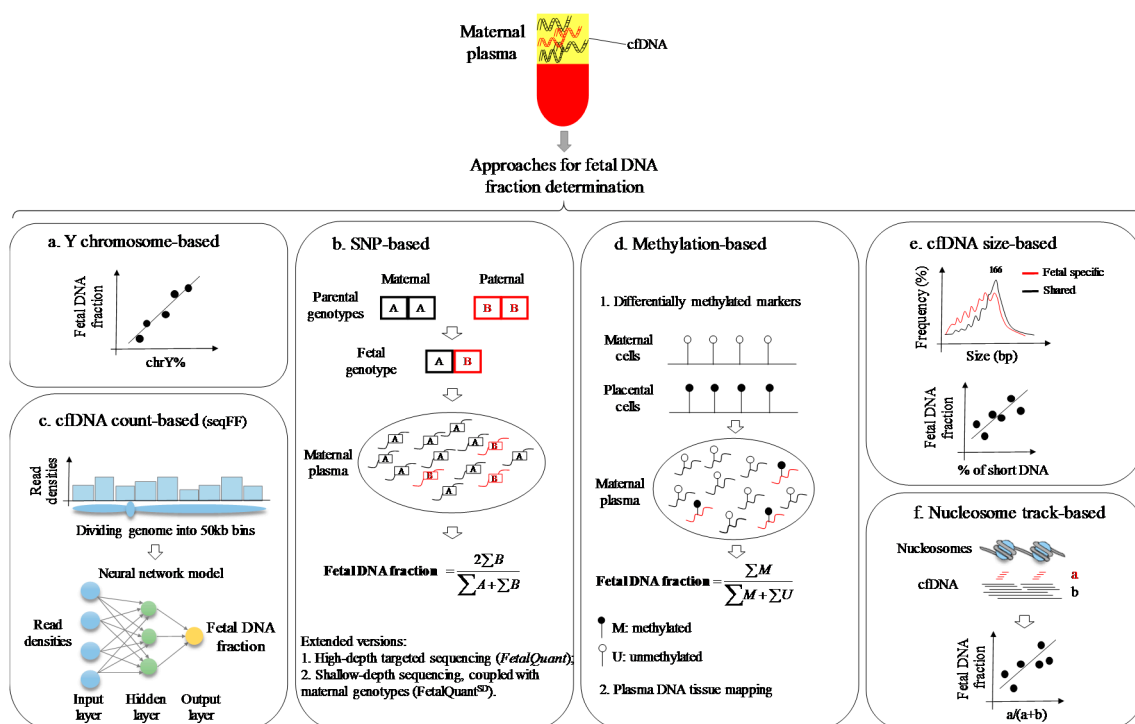 Maternal
plasma
cfDNA
Approaches for fetal DNA
fraction determination
a. Y chromosome-based
Fetal DNA
fraction
chrY%
c. cfDNA count-based (seqFF)
Read
densities
Dividing genome into 50kb bins
Neural network model
Read
densities
Fetal DNA
fraction
Input
layer
Hidden
layer
Output
layer
b. SNP-based
Maternal
Paternal
Parental
genotypes
A A
B B
Fetal
genotype
A B
Maternal
plasma
A
A
A
A
A
B
A
A
A
B
A
B
A
Fetal DNA fraction = 2∑B / ∑A+∑B
Extended versions:
1. High-depth targeted sequencing (FetalQuant);
2. Shallow-depth sequencing, coupled with
maternal genotypes (FetalQuantSD).
d. Methylation-based
1. Differentially methylated markers
Maternal
cells
Placental
cells
Maternal
plasma
Fetal DNA fraction = ∑M / ∑M+∑U
M: methylated
U: unmethylated
2. Plasma DNA tissue mapping
e. cfDNA size-based
Frequency (%)
166
Fetal specific
Shared
Size (bp)
Fetal DNA
fraction
% of short DNA
f. Nucleosome track-based
Nucleosomes
cfDNA
a
b
Fetal DNA
fraction
a/(a+b)